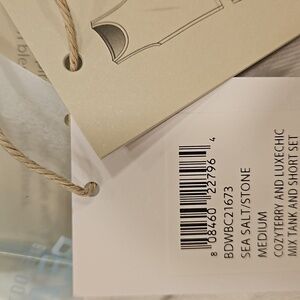 8 08460 22796 4
BDWBC21673
SEA SALT/STONE
MEDIUM
COZYTERRY AND LUXECHIC
MIX TANK AND SHORT SET